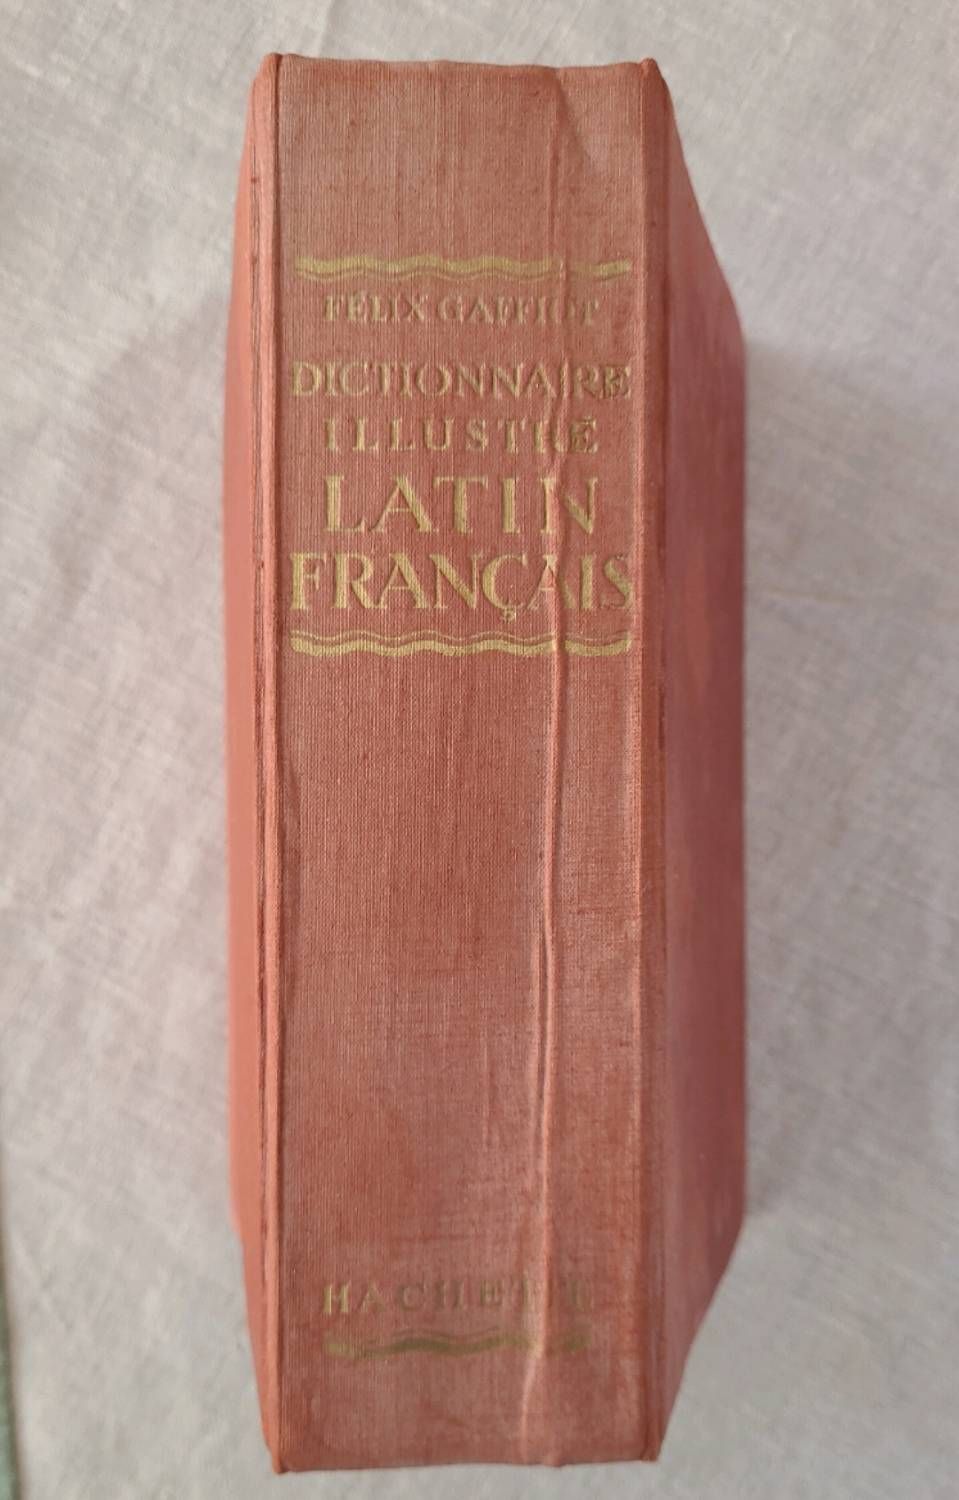 FÉLIX GAFFIOT
DICTIONNAIRE
ILLUSTRÉ
LATIN
FRANÇAIS
HACHETTE